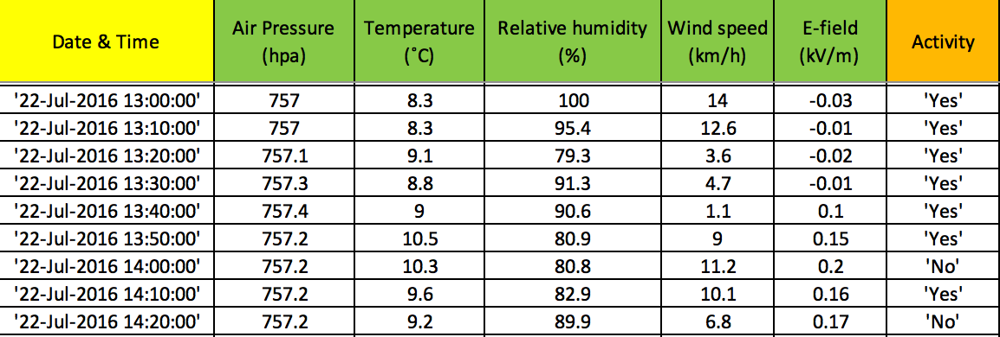 Date & Time Air Pressure (hpa) Temperature (˚C) Relative humidity (%) Wind speed (km/h) E-field (kV/m) Activity
'22-Jul-2016 13:00:00' 757 8.3 100 14 -0.03 'Yes'
'22-Jul-2016 13:10:00' 757 8.3 95.4 12.6 -0.01 'Yes'
'22-Jul-2016 13:20:00' 757.1 9.1 79.3 3.6 -0.02 'Yes'
'22-Jul-2016 13:30:00' 757.3 8.8 91.3 4.7 -0.01 'Yes'
'22-Jul-2016 13:40:00' 757.4 9 90.6 1.1 0.1 'Yes'
'22-Jul-2016 13:50:00' 757.2 10.5 80.9 9 0.15 'Yes'
'22-Jul-2016 14:00:00' 757.2 10.3 80.8 11.2 0.2 'No'
'22-Jul-2016 14:10:00' 757.2 9.6 82.9 10.1 0.16 'Yes'
'22-Jul-2016 14:20:00' 757.2 9.2 89.9 6.8 0.17 'No'